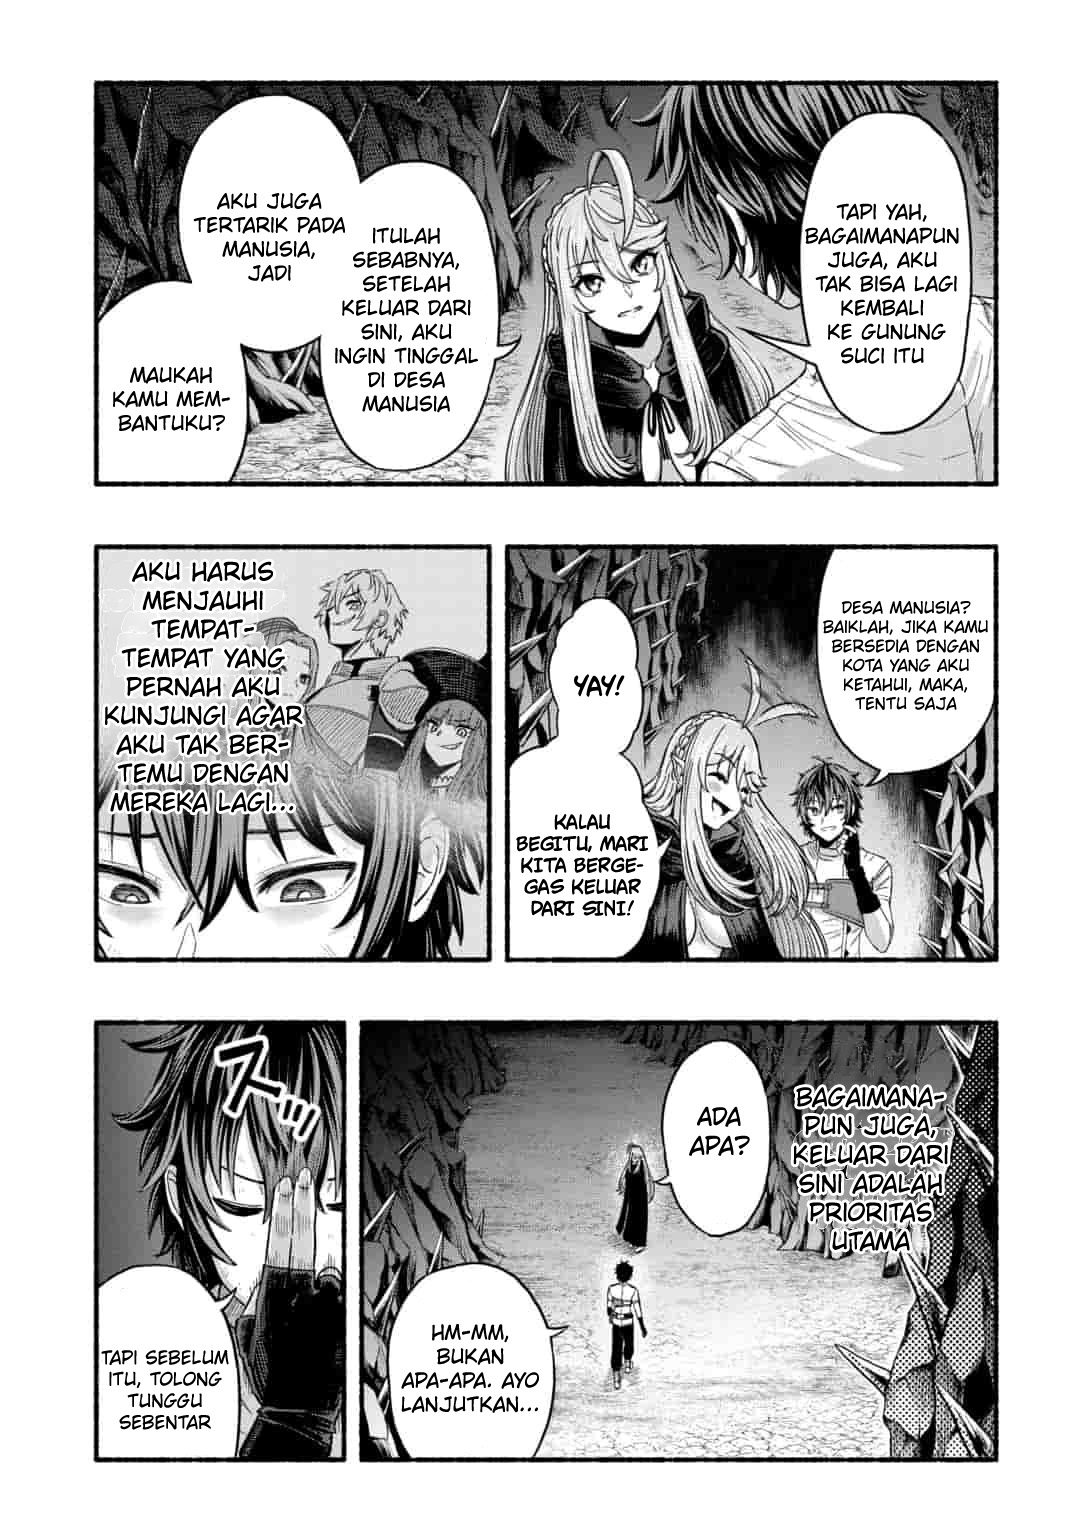 TAPI YAH,
BAGAIMANAPUN
JUGA, AKU
TAK BISA LAGI
KEMBALI
KE GUNUNG
SUCI ITU
ITULAH
SEBABNYA,
SETELAH
KELUAR DARI
SINI, AKU
INGIN TINGGAL
DI DESA
MANUSIA
AKU JUGA
TERTARIK PADA
MANUSIA,
JADI
MAUKAH
KAMU MEM-
BANTUKU?
DESA MANUSIA?
BAIKLAH, JIKA KAMU
BERSEDIA DENGAN
KOTA YANG AKU
KETAHUI, MAKA,
TENTU SAJA
YAY!
KALAU
BEGITU, MARI
KITA BERGE-
GAS KELUAR
DARI SINI!
AKU HARUS
MENJAUHI
TEMPAT-
TEMPAT YANG
PERNAH AKU
KUNJUNGI AGAR
AKU TAK BER-
TEMU DENGAN
MEREKA LAGI...
BAGAIMANA-
PUN JUGA,
KELUAR DARI
SINI ADALAH
PRIORITAS
UTAMA
ADA
APA?
HM-MM,
BUKAN
APA-APA. AYO
LANJUTKAN...
スッ
TAPI SEBELUM
ITU, TOLONG
TUNGGU
SEBENTAR